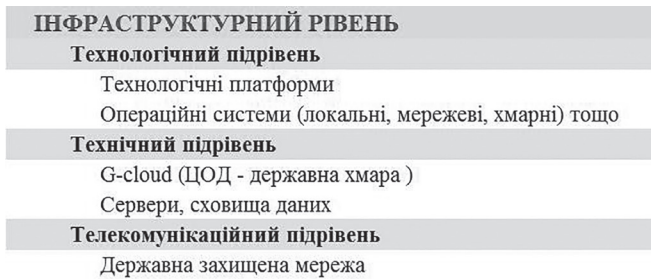 ІНФРАСТРУКТУРНИЙ РІВЕНЬ
Технологічний підрівень
Технологічні платформи
Операційні системи (локальні, мережеві, хмарні) тощо
Технічний підрівень
G-cloud (ЦОД - державна хмара )
Сервери, сховища даних
Телекомунікаційний підрівень
Державна захищена мережа